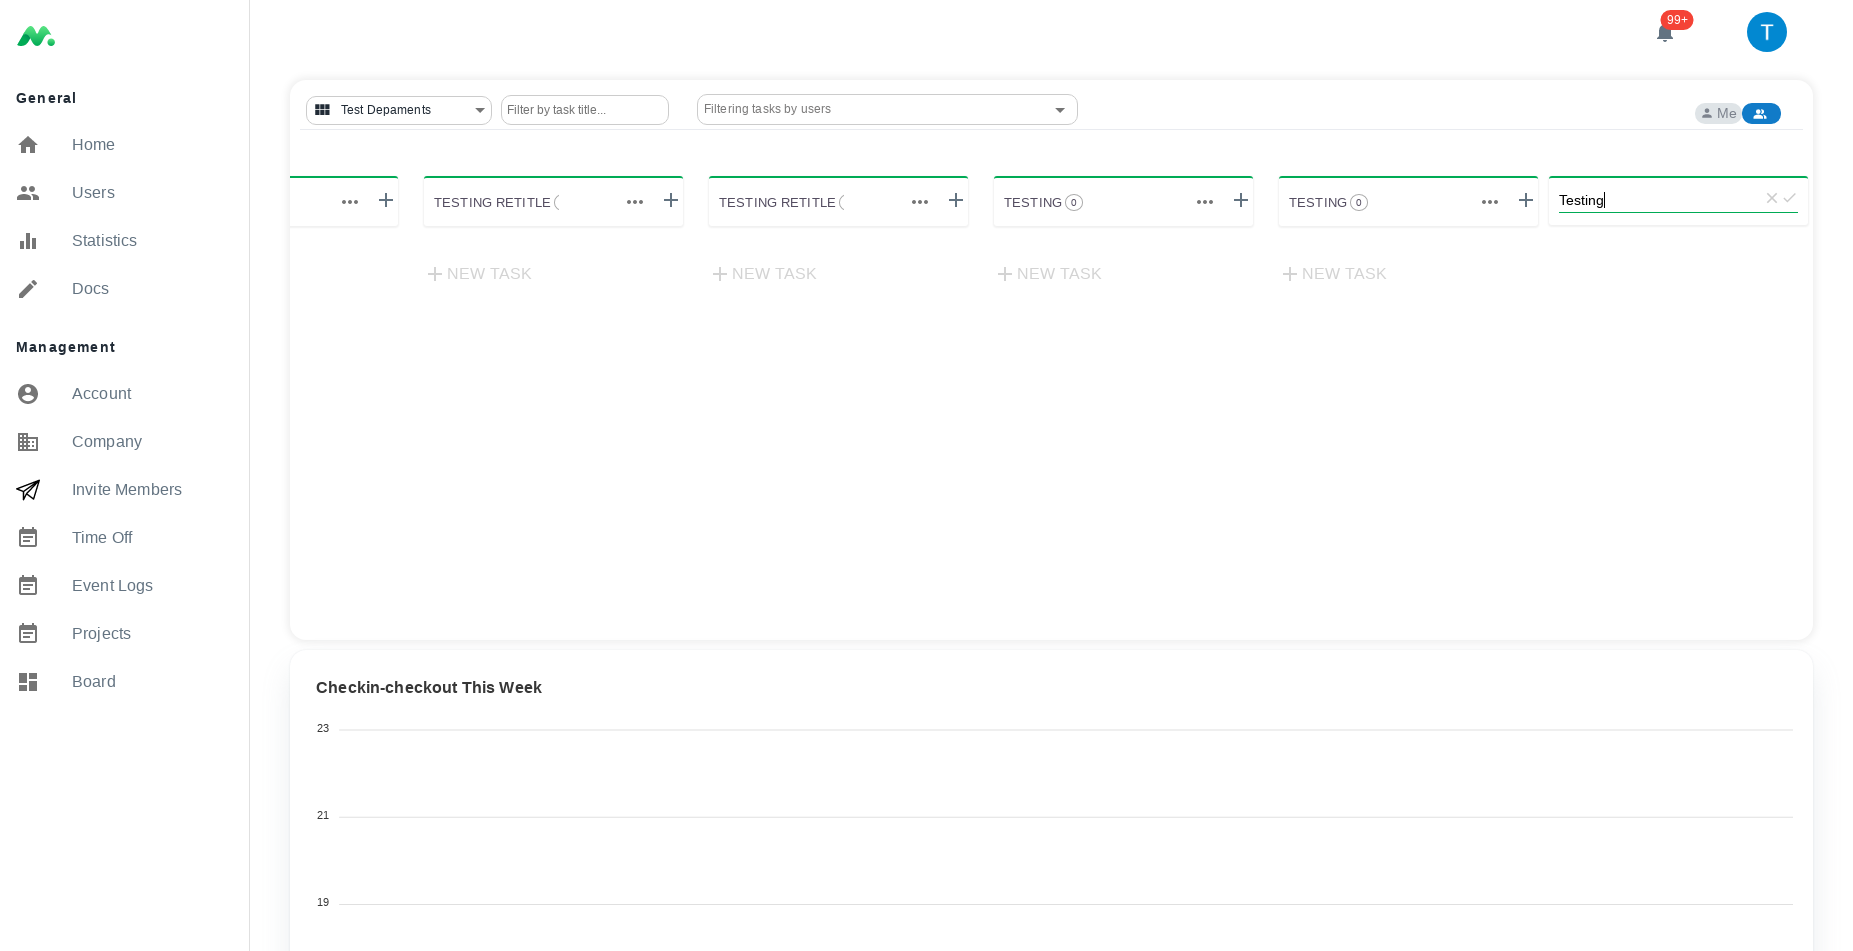 99+
T
General
Home
Users
Statistics
Docs
Management
Account
Company
Invite Members
Time Off
Event Logs
Projects
Board
Test Depaments
Filter by task title...
Filtering tasks by users
Me
TESTING RETITLE
TESTING RETITLE
TESTING 0
TESTING 0
Testing
NEW TASK
NEW TASK
NEW TASK
NEW TASK
Checkin-checkout This Week
23
21
19